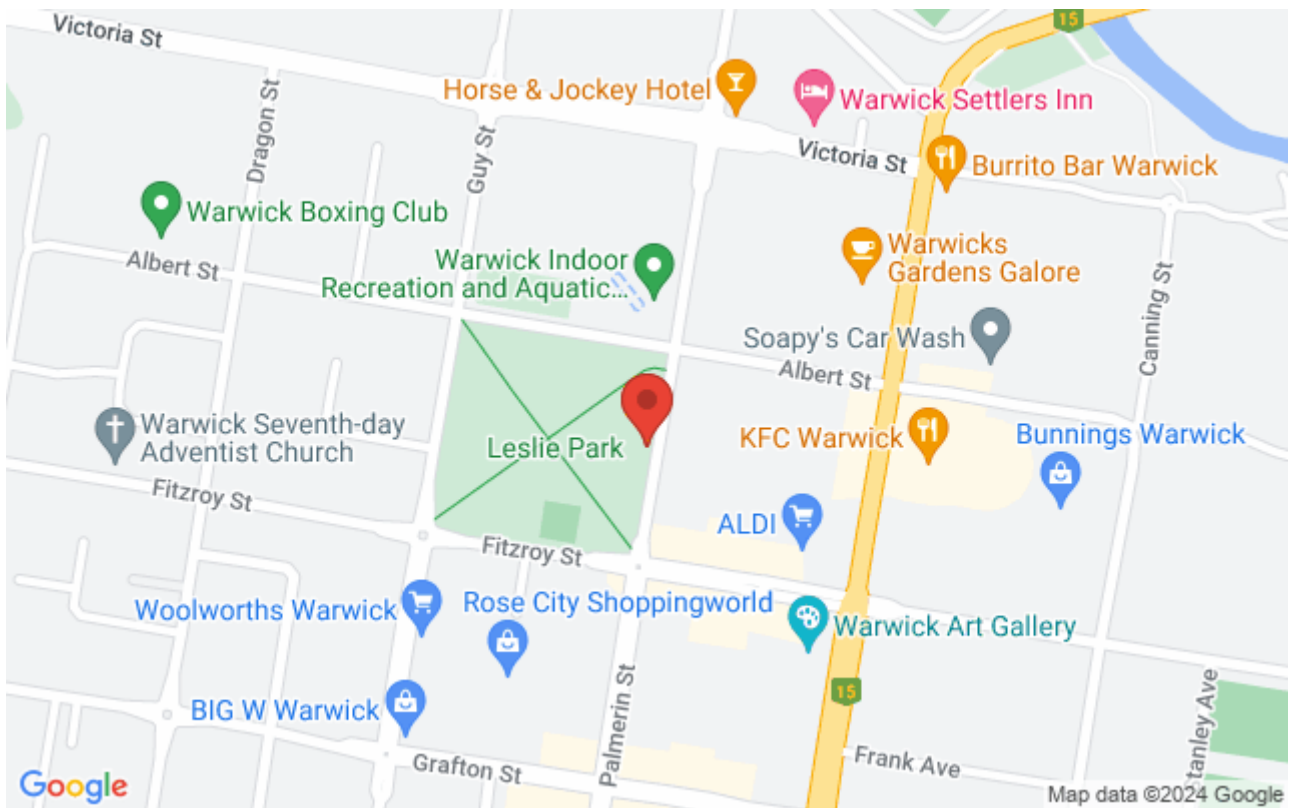 Victoria St
15
Dragon St
Guy St
Horse & Jockey Hotel
Warwick Settlers Inn
Victoria St
Burrito Bar Warwick
Warwick Boxing Club
Albert St
Warwick Indoor
Recreation and Aquatic...
Warwicks
Gardens Galore
Canning St
Soapy's Car Wash
Albert St
Warwick Seventh-day
Adventist Church
Leslie Park
KFC Warwick
Bunnings Warwick
Fitzroy St
Fitzroy St
ALDI
Woolworths Warwick
Rose City Shoppingworld
Warwick Art Gallery
BIG W Warwick
Palmerin St
15
Stanley Ave
Grafton St
Frank Ave
Google
Map data ©2024 Google